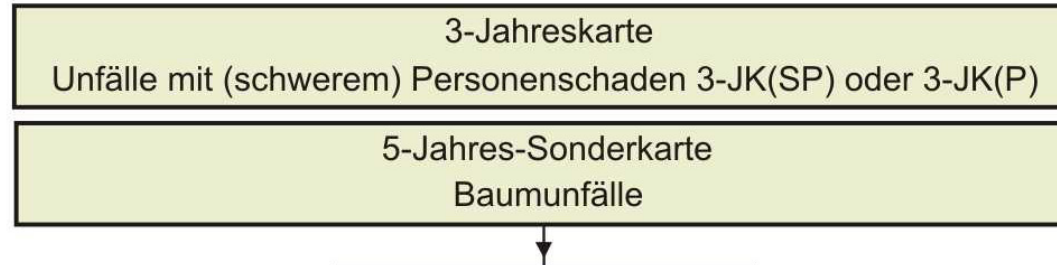 3-Jahreskarte
Unfälle mit (schwerem) Personenschaden 3-JK(SP) oder 3-JK(P)
5-Jahres-Sonderkarte
Baumunfälle